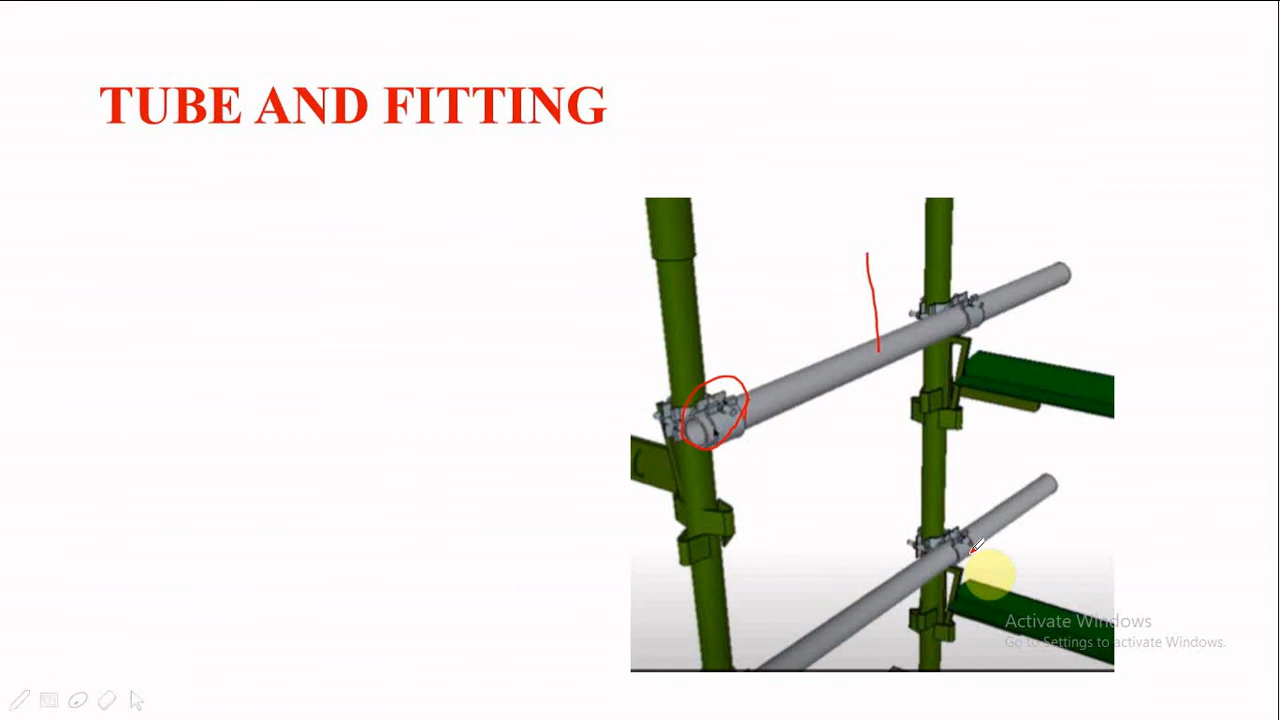 TUBE AND FITTING
Activate Windows
Go to Settings to activate Windows.